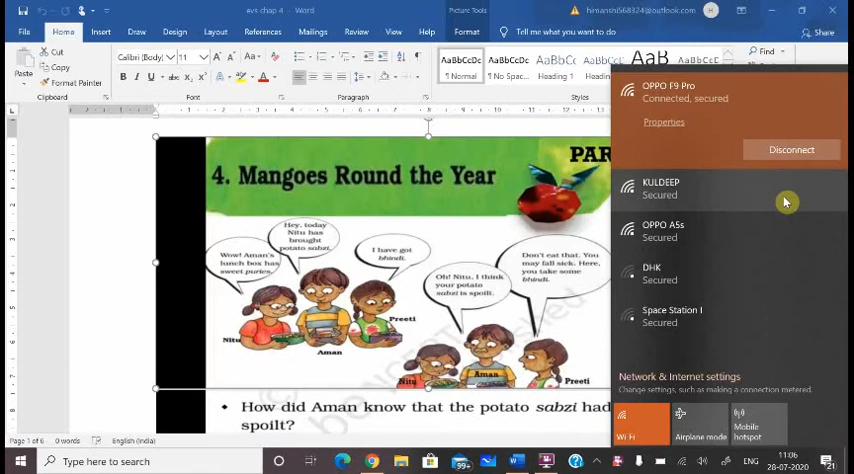 evs chap 4 - Word
Picture Tools
himanshi568324@outlook.com
H
File Home Insert Draw Design Layout References Mailings Review View Help Format Tell me what you want to do Share
Paste
Cut
Copy
Format Painter
Clipboard
Calibri (Body) 11
Font
Paragraph
AaBbCcDc AaBbCcDc AaBbCc AaBbCc AaB AaBbCc
¶ Normal ¶ No Spac... Heading 1
Styles
Find
OPPO F9 Pro
Connected, secured
Properties
Disconnect
KULDEEP
Secured
OPPO A5s
Secured
DHK
Secured
Space Station I
Secured
Network & Internet settings
Change settings, such as making a connection metered.
Wi Fi
Airplane mode
Mobile hotspot
4. Mangoes Round the Year
Hey, today
Nitu has
brought
potato sabzi.
Wow! Aman's
lunch box has
sweet puries.
I have got
bhindi.
Oh! Nitu, I think
your potato
sabzi is spoilt.
Don't eat that. You
may fall sick. Here,
you take some
bhindi.
Nitu
Aman
Preeti
Nitu
Aman
Preeti
• How did Aman know that the potato sabzi had
spoilt?
Page 1 of 6 0 words English (India)
Type here to search
99+
ENG
11:06
28-07-2020
21